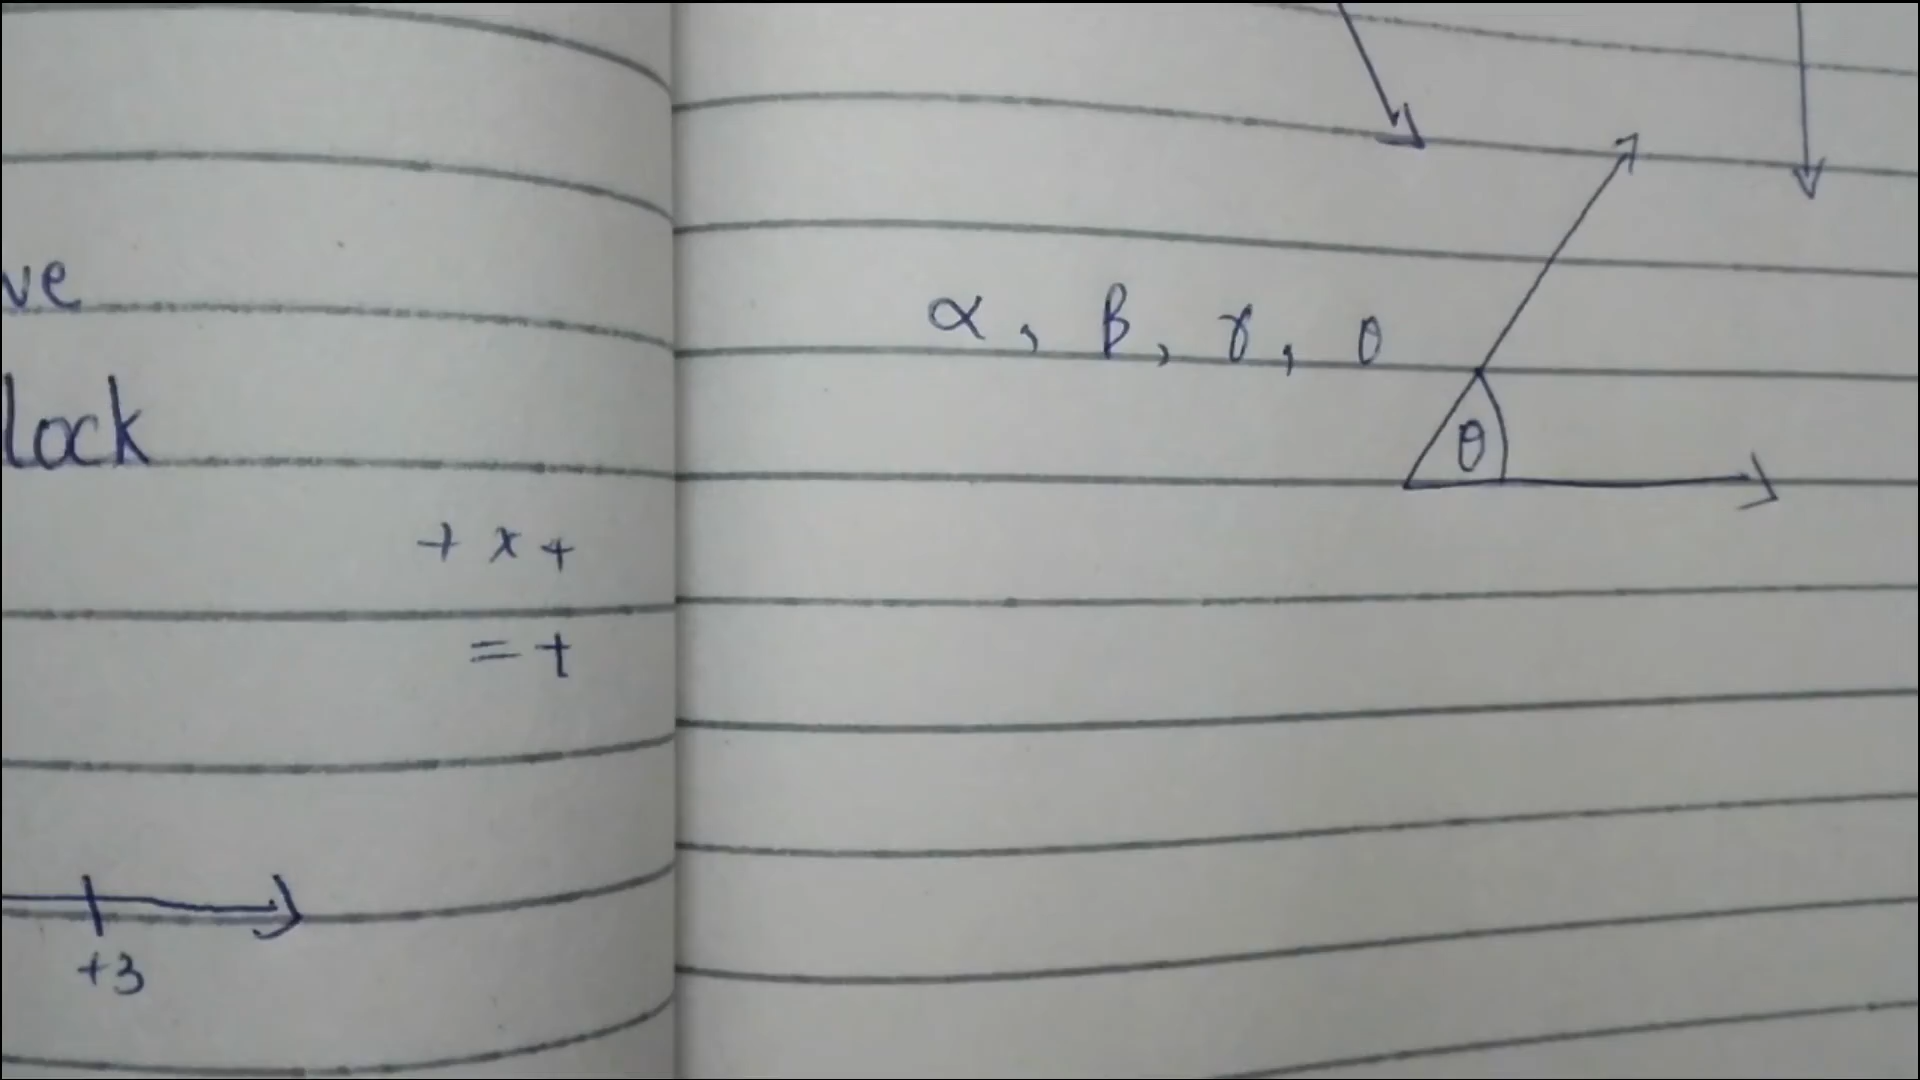 ve
lock
+ x +
= +
+3
α, β, γ, θ
θ